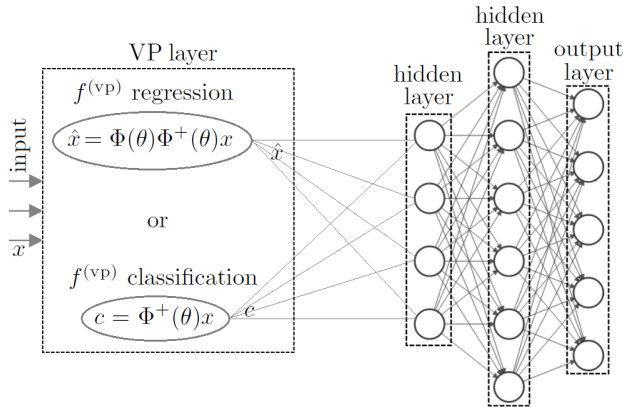 VP layer
f^(vp) regression
x̂ = Φ(θ)Φ⁺(θ)x
x̂
input
x
or
f^(vp) classification
c = Φ⁺(θ)x
c
hidden
layer
hidden
layer
output
layer